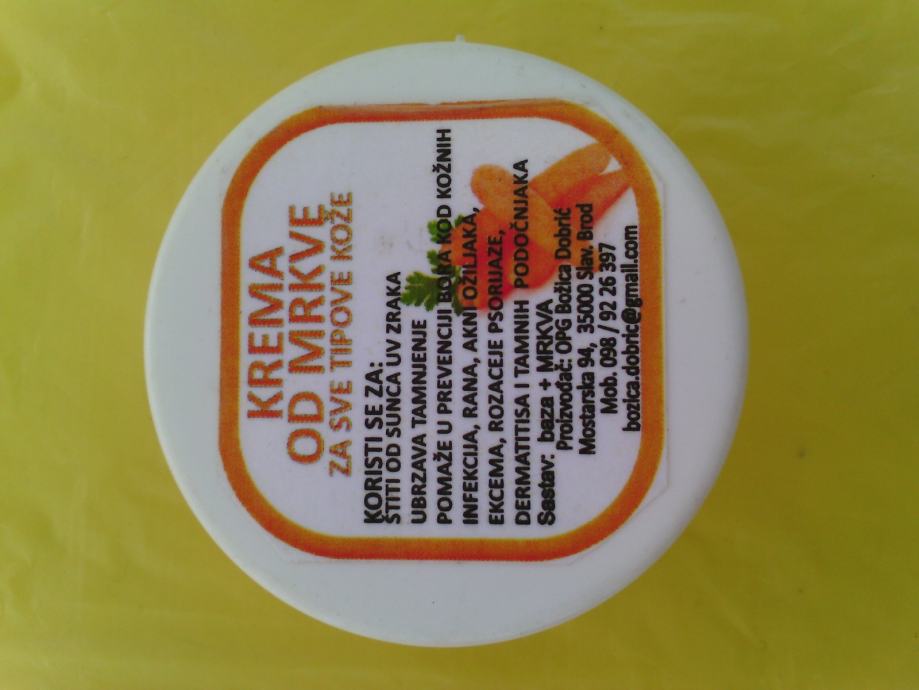 KREMA
OD MRKVE
ZA SVE TIPOVE KOŽE
KORISTI SE ZA:
ŠTITI OD SUNCA UV ZRAKA
UBRZAVA TAMNJENJE
POMAŽE U PREVENCIJI BORA KOD KOŽNIH
INFEKCIJA, RANA, AKNI OŽILJAKA,
EKCEMA, ROZACEJE PSORIJAZE,
DERMATITISA I TAMNIH PODOČNJAKA
Sastav: baza + MRKVA
Proizvođač: OPG Božica Dobrić
Mostarska 94, 35000 Slav. Brod
Mob. 098 / 92 26 397
bozica.dobric@gmail.com